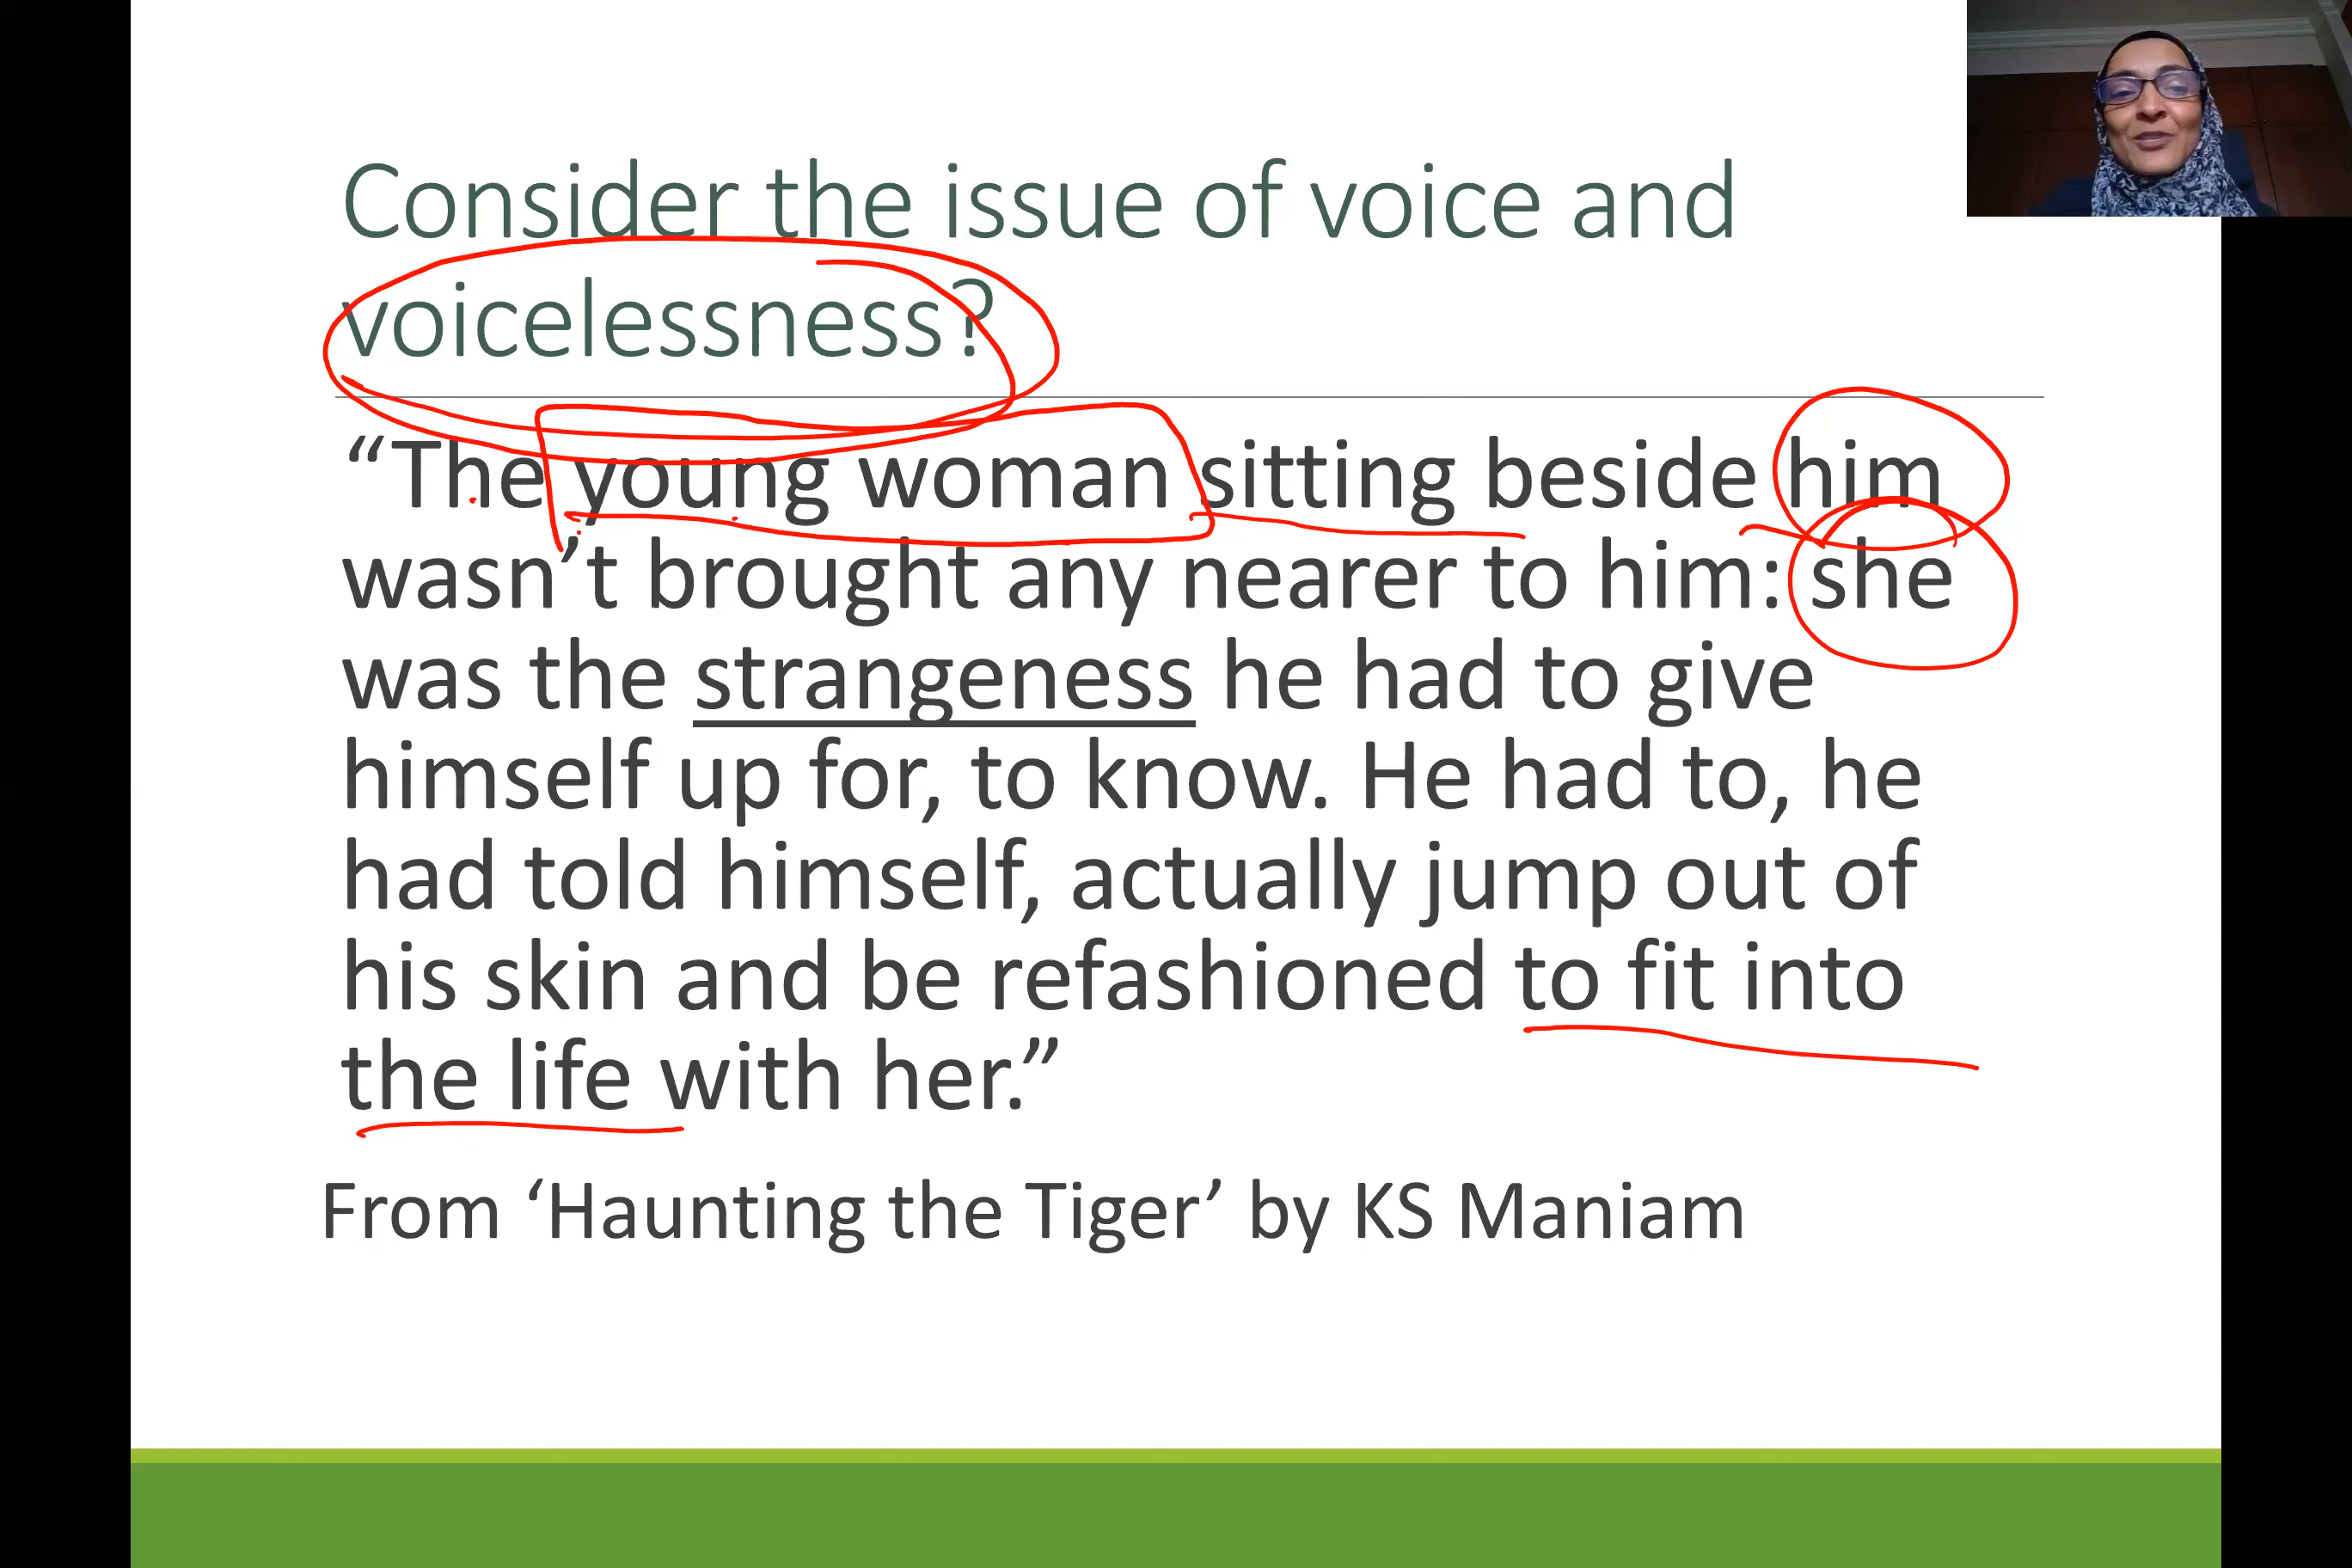 Consider the issue of voice and
voicelessness?
“The young woman sitting beside him
wasn’t brought any nearer to him: she
was the strangeness he had to give
himself up for, to know. He had to, he
had told himself, actually jump out of
his skin and be refashioned to fit into
the life with her.”
From ‘Haunting the Tiger’ by KS Maniam